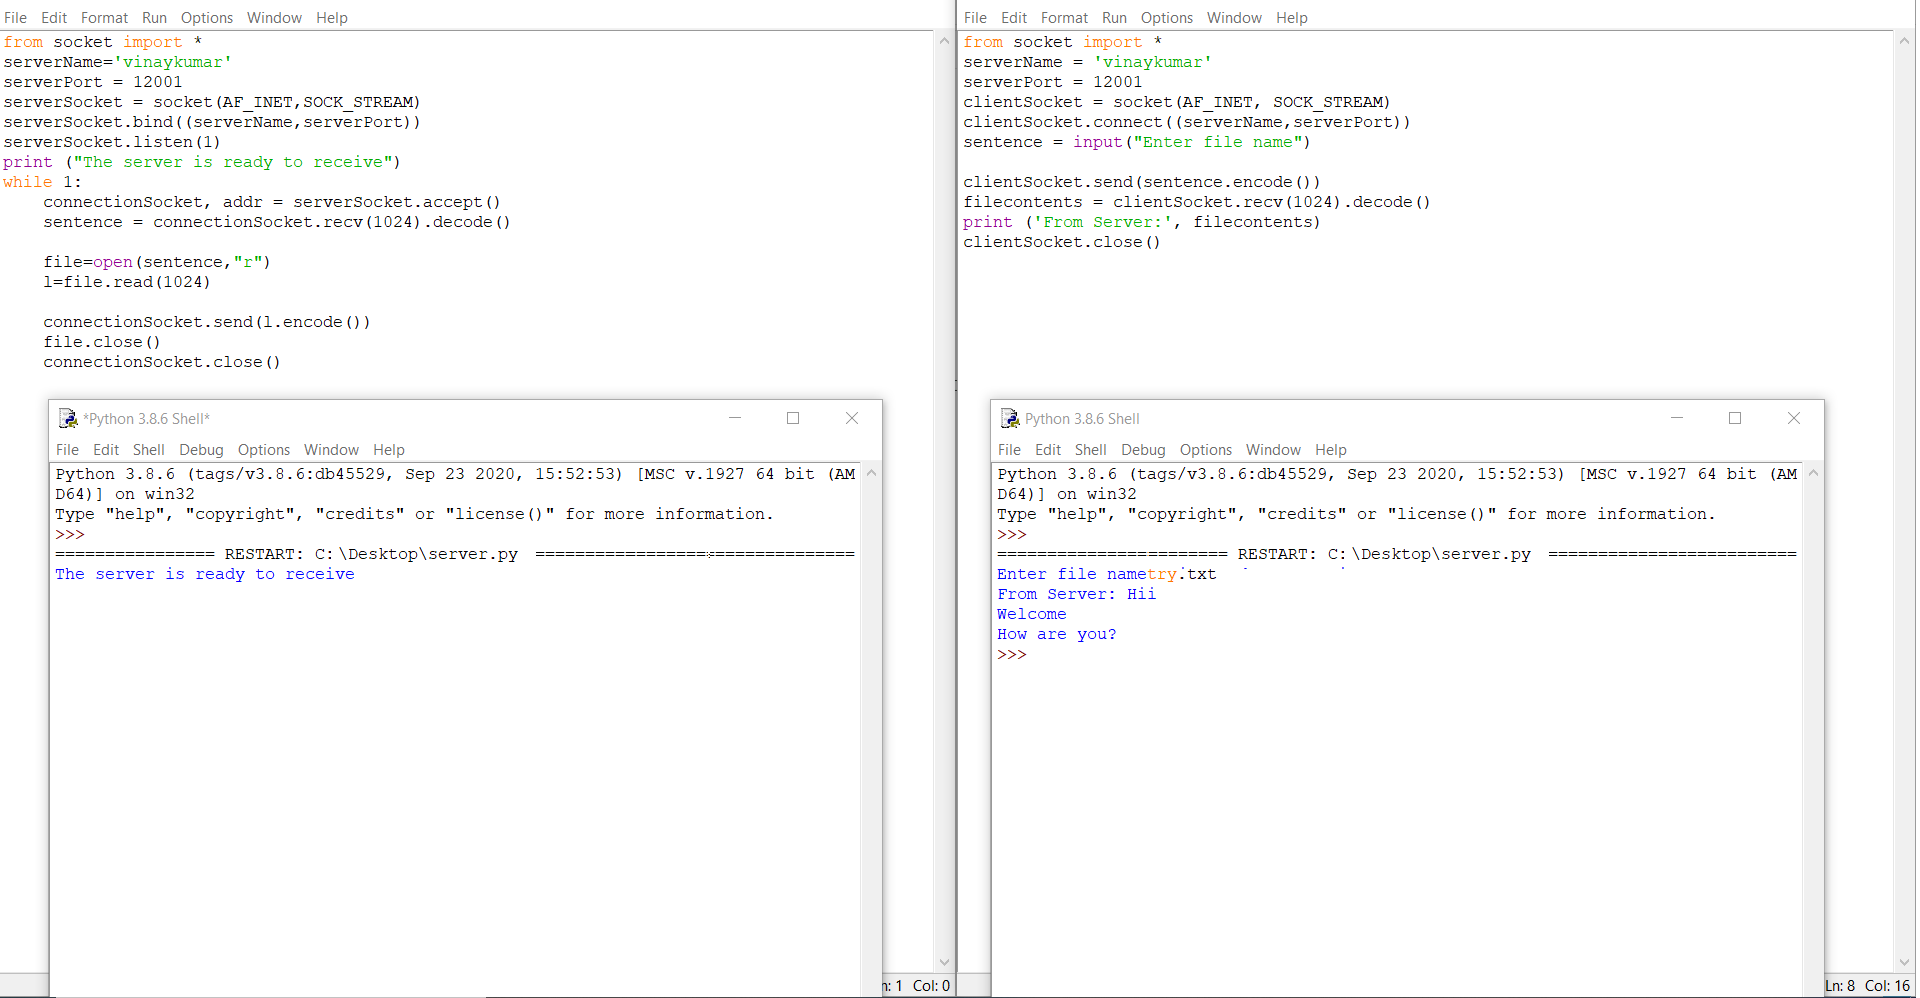 File Edit Format Run Options Window Help
from socket import *
serverName='vinaykumar'
serverPort = 12001
serverSocket = socket(AF_INET,SOCK_STREAM)
serverSocket.bind((serverName,serverPort))
serverSocket.listen(1)
print ("The server is ready to receive")
while 1:
    connectionSocket, addr = serverSocket.accept()
    sentence = connectionSocket.recv(1024).decode()
    file=open(sentence,"r")
    l=file.read(1024)
    connectionSocket.send(l.encode())
    file.close()
    connectionSocket.close()
*Python 3.8.6 Shell*
File Edit Shell Debug Options Window Help
Python 3.8.6 (tags/v3.8.6:db45529, Sep 23 2020, 15:52:53) [MSC v.1927 64 bit (AM
D64)] on win32
Type "help", "copyright", "credits" or "license()" for more information.
>>>
================ RESTART: C:\Desktop\server.py ================================
The server is ready to receive
Ln: 1 Col: 0
File Edit Format Run Options Window Help
from socket import *
serverName = 'vinaykumar'
serverPort = 12001
clientSocket = socket(AF_INET, SOCK_STREAM)
clientSocket.connect((serverName,serverPort))
sentence = input("Enter file name")
clientSocket.send(sentence.encode())
filecontents = clientSocket.recv(1024).decode()
print ('From Server:', filecontents)
clientSocket.close()
Python 3.8.6 Shell
File Edit Shell Debug Options Window Help
Python 3.8.6 (tags/v3.8.6:db45529, Sep 23 2020, 15:52:53) [MSC v.1927 64 bit (AM
D64)] on win32
Type "help", "copyright", "credits" or "license()" for more information.
>>>
======================= RESTART: C:\Desktop\server.py =========================
Enter file nametry.txt
From Server: Hii
Welcome
How are you?
>>>
Ln: 8 Col: 16